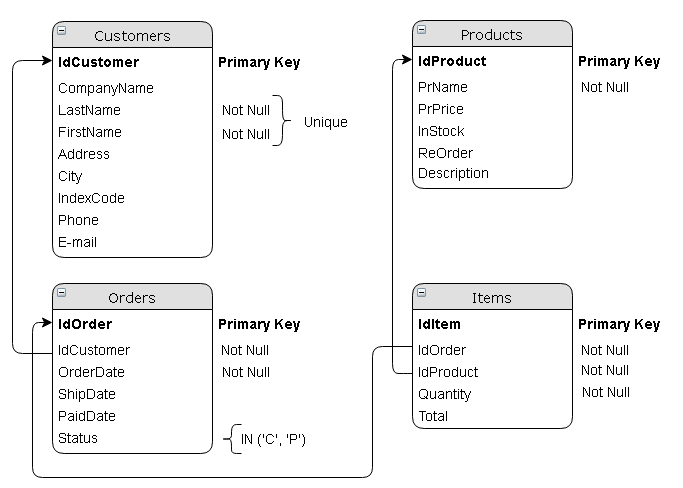 Customers
IdCustomer Primary Key
CompanyName
LastName Not Null
FirstName Not Null
Unique
Address
City
IndexCode
Phone
E-mail
Products
IdProduct Primary Key
PrName Not Null
PrPrice
InStock
ReOrder
Description
Orders
IdOrder Primary Key
IdCustomer Not Null
OrderDate Not Null
ShipDate
PaidDate
Status IN ('C', 'P')
Items
IdItem Primary Key
IdOrder Not Null
IdProduct Not Null
Quantity Not Null
Total